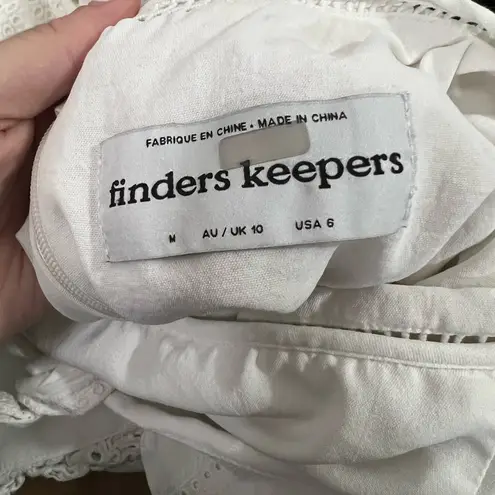 FABRIQUE EN CHINE • MADE IN CHINA
finders keepers
M AU / UK 10 USA 6